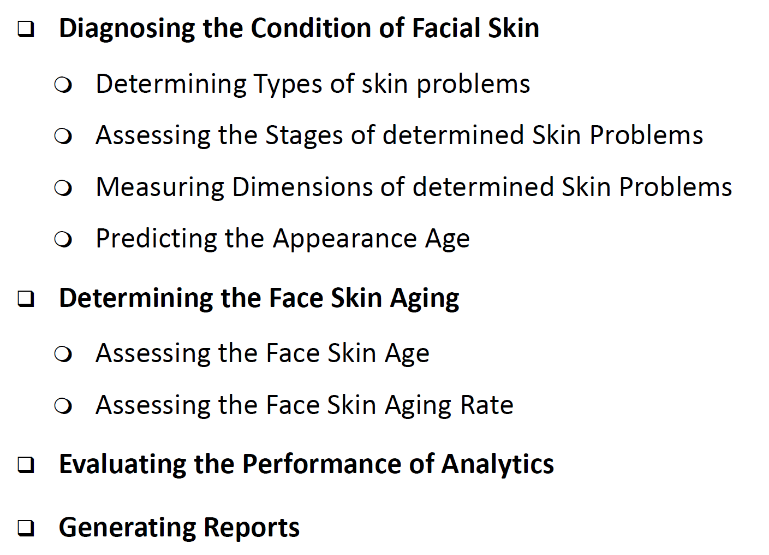 ❑ Diagnosing the Condition of Facial Skin
❍ Determining Types of skin problems
❍ Assessing the Stages of determined Skin Problems
❍ Measuring Dimensions of determined Skin Problems
❍ Predicting the Appearance Age
❑ Determining the Face Skin Aging
❍ Assessing the Face Skin Age
❍ Assessing the Face Skin Aging Rate
❑ Evaluating the Performance of Analytics
❑ Generating Reports